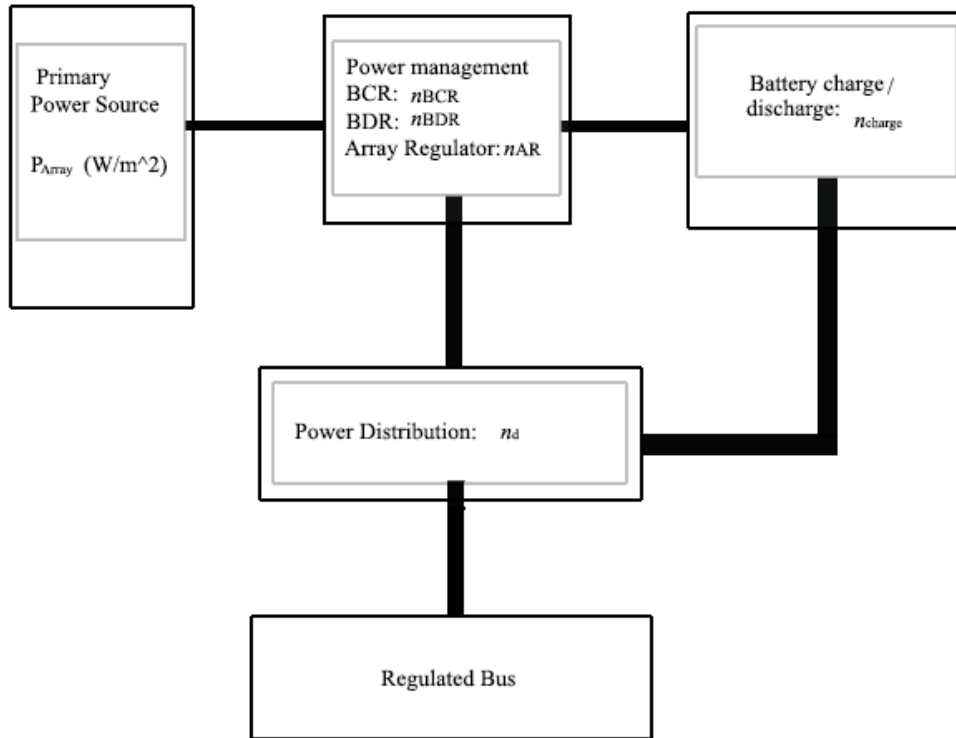 Primary
Power Source
PArray (W/m^2)
Power management
BCR: nBCR
BDR: nBDR
Array Regulator: nAR
Battery charge/
discharge: ncharge
Power Distribution: nd
Regulated Bus